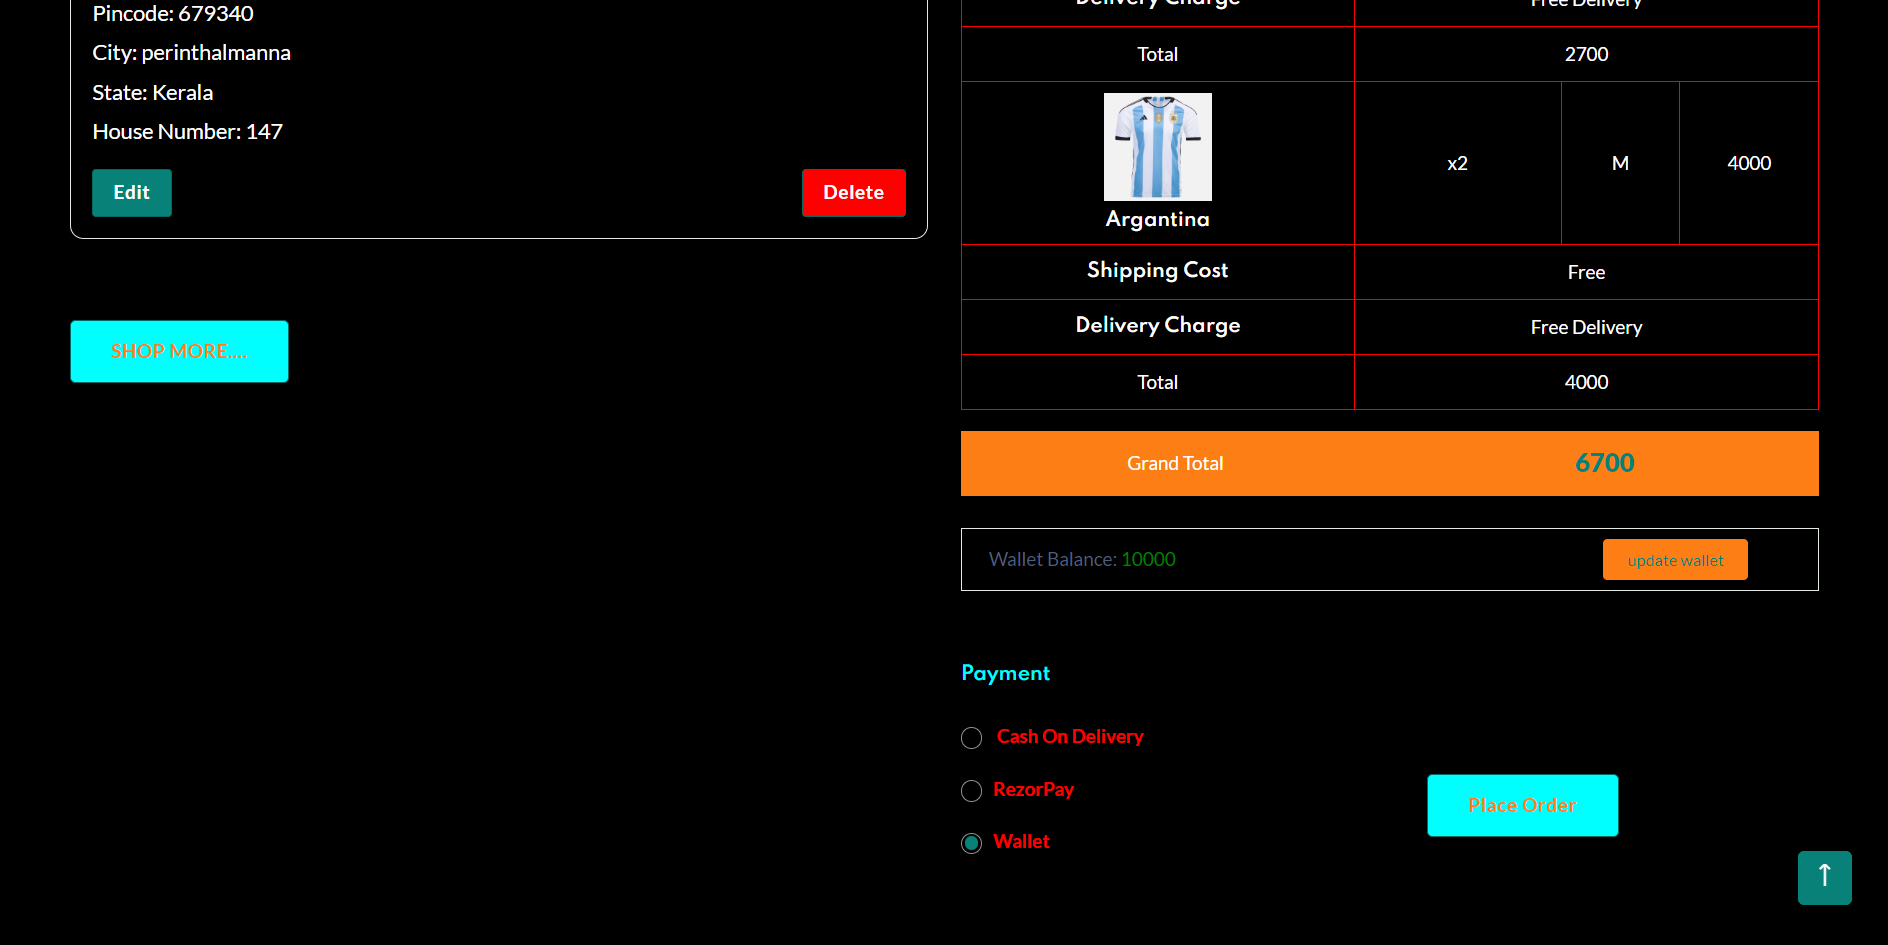 Pincode: 679340
City: perinthalmanna
State: Kerala
House Number: 147
Edit
Delete
SHOP MORE....
Delivery Charge
Free Delivery
Total
2700
x2
M
4000
Argantina
Shipping Cost
Free
Delivery Charge
Free Delivery
Total
4000
Grand Total
6700
Wallet Balance: 10000
update wallet
Payment
Cash On Delivery
RezorPay
Wallet
Place Order